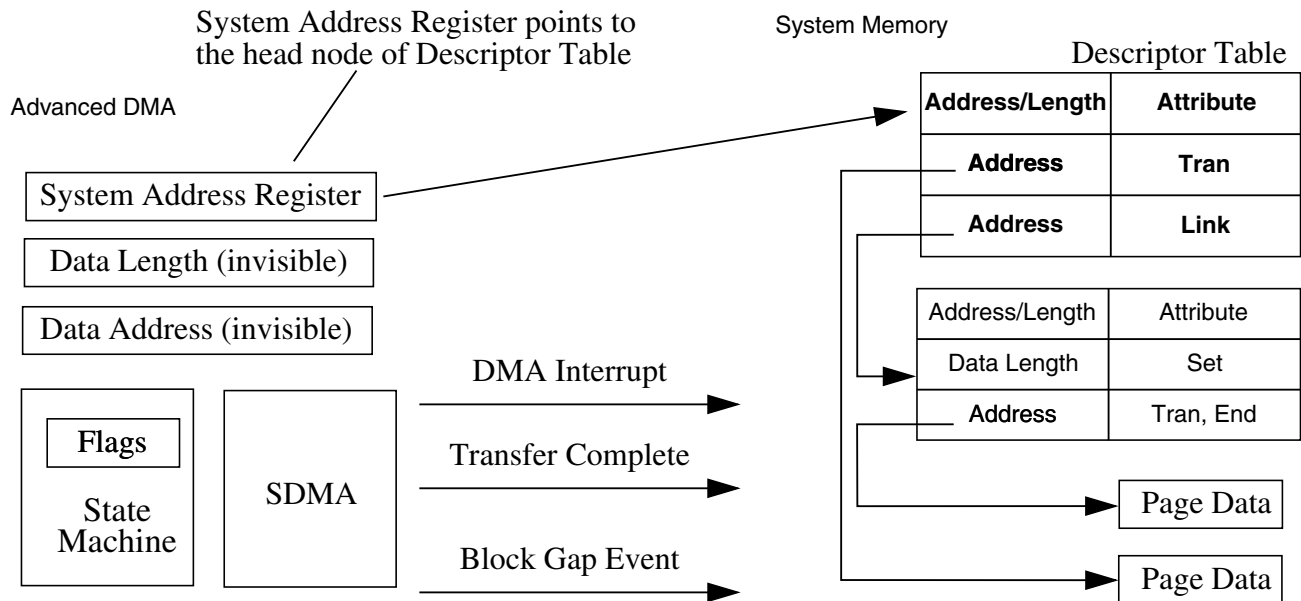 System Address Register points to
the head node of Descriptor Table
System Memory
Advanced DMA
Descriptor Table
Address/Length Attribute
Address Tran
Address Link
System Address Register
Data Length (invisible)
Data Address (invisible)
Address/Length Attribute
Data Length Set
Address Tran, End
Flags
State
Machine
SDMA
DMA Interrupt
Transfer Complete
Block Gap Event
Page Data
Page Data